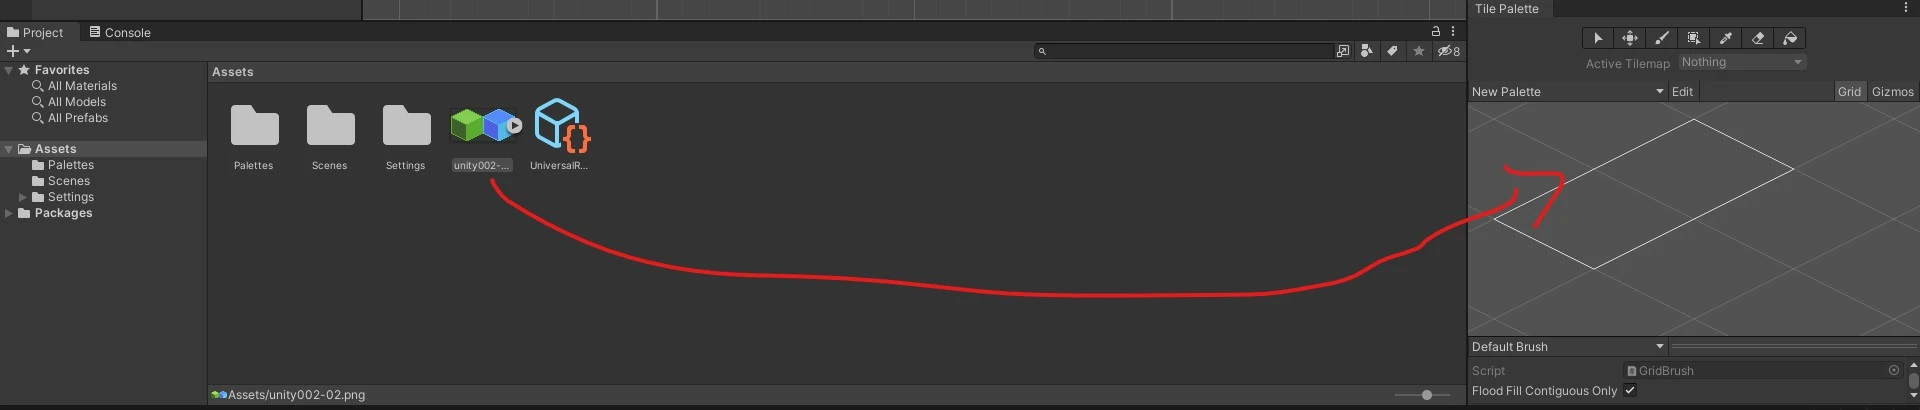 Tile Palette
Project
Console
8
Active Tilemap
Nothing
Favorites
Assets
All Materials
All Models
All Prefabs
New Palette
Edit
Grid
Gizmos
Assets
Palettes
Scenes
Settings
Packages
Palettes
Scenes
Settings
unity002-...
UniversalR...
Default Brush
Script
GridBrush
Flood Fill Contiguous Only
Assets/unity002-02.png